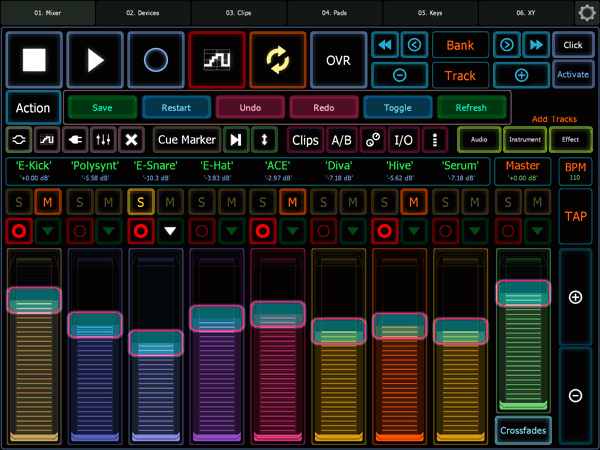 01. Mixer
02. Devices
03. Clips
04. Pads
05. Keys
06. XY
OVR
Bank
Click
Track
Activate
Action
Save
Restart
Undo
Redo
Toggle
Refresh
Add Tracks
Cue Marker
Clips
A/B
I/O
Audio
Instrument
Effect
'E-Kick'
'Polysynt'
'E-Snare'
'E-Hat'
'ACE'
'Diva'
'Hive'
'Serum'
Master
BPM
'+0.00 dB'
'-5.58 dB'
'-10.3 dB'
'-3.83 dB'
'-2.97 dB'
'-7.18 dB'
'-5.62 dB'
'-7.18 dB'
'+0.00 dB'
110
S M S M S M S M S M S M S M S M S M
TAP
Crossfades